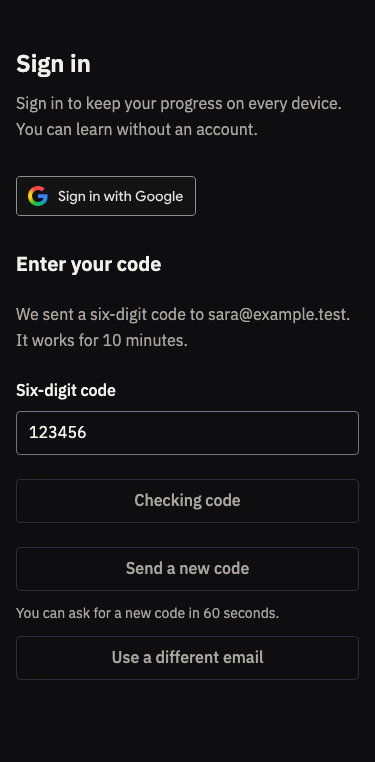 Sign in
Sign in to keep your progress on every device.
You can learn without an account.
Sign in with Google
Enter your code
We sent a six-digit code to sara@example.test.
It works for 10 minutes.
Six-digit code
123456
Checking code
Send a new code
You can ask for a new code in 60 seconds.
Use a different email